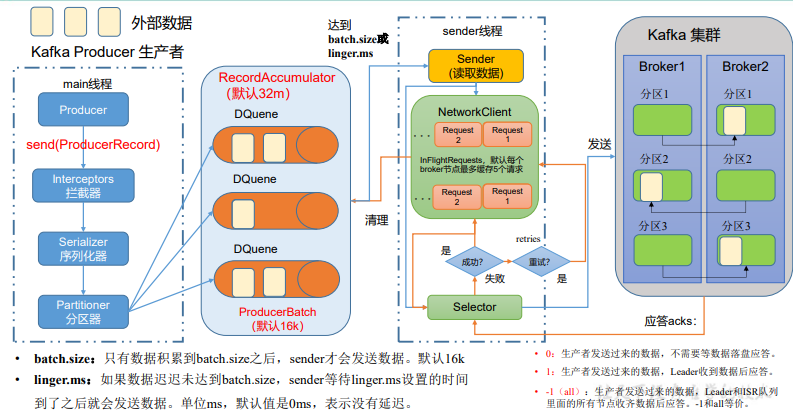 外部数据
Kafka Producer 生产者
main线程
Producer
send(ProducerRecord)
Interceptors
拦截器
Serializer
序列化器
Partitioner
分区器
RecordAccumulator
(默认32m)
DQuene
DQuene
DQuene
ProducerBatch
(默认16k)
达到
batch.size或
linger.ms
清理
sender线程
Sender
(读取数据)
NetworkClient
... Request 2 Request 1
InFlightRequests，默认每个
broker节点最多缓存5个请求
... Request 2 Request 1
是
成功?
失败
retries
重试?
是
Selector
发送
Kafka 集群
Broker1 Broker2
分区1 分区1
分区2 分区2
分区3 分区3
应答acks：
• batch.size：只有数据积累到batch.size之后，sender才会发送数据。默认16k
• linger.ms：如果数据迟迟未达到batch.size，sender等待linger.ms设置的时间
到了之后就会发送数据。单位ms，默认值是0ms，表示没有延迟。
• 0：生产者发送过来的数据，不需要等数据落盘应答。
• 1：生产者发送过来的数据，Leader收到数据后应答。
• -1（all）：生产者发送过来的数据，Leader和ISR队列
里面的所有节点收齐数据后应答。-1和all等价。